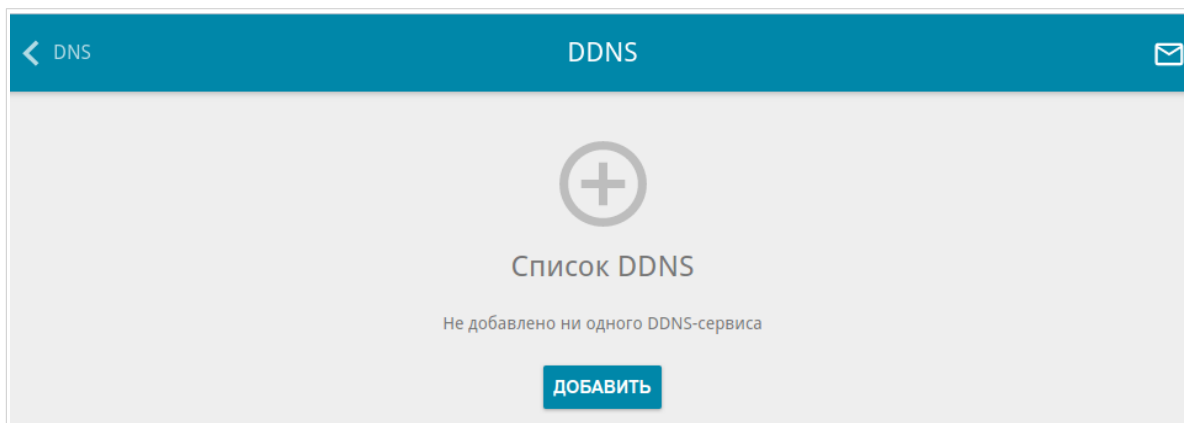 DNS
DDNS
Список DDNS
Не добавлено ни одного DDNS-сервиса
ДОБАВИТЬ